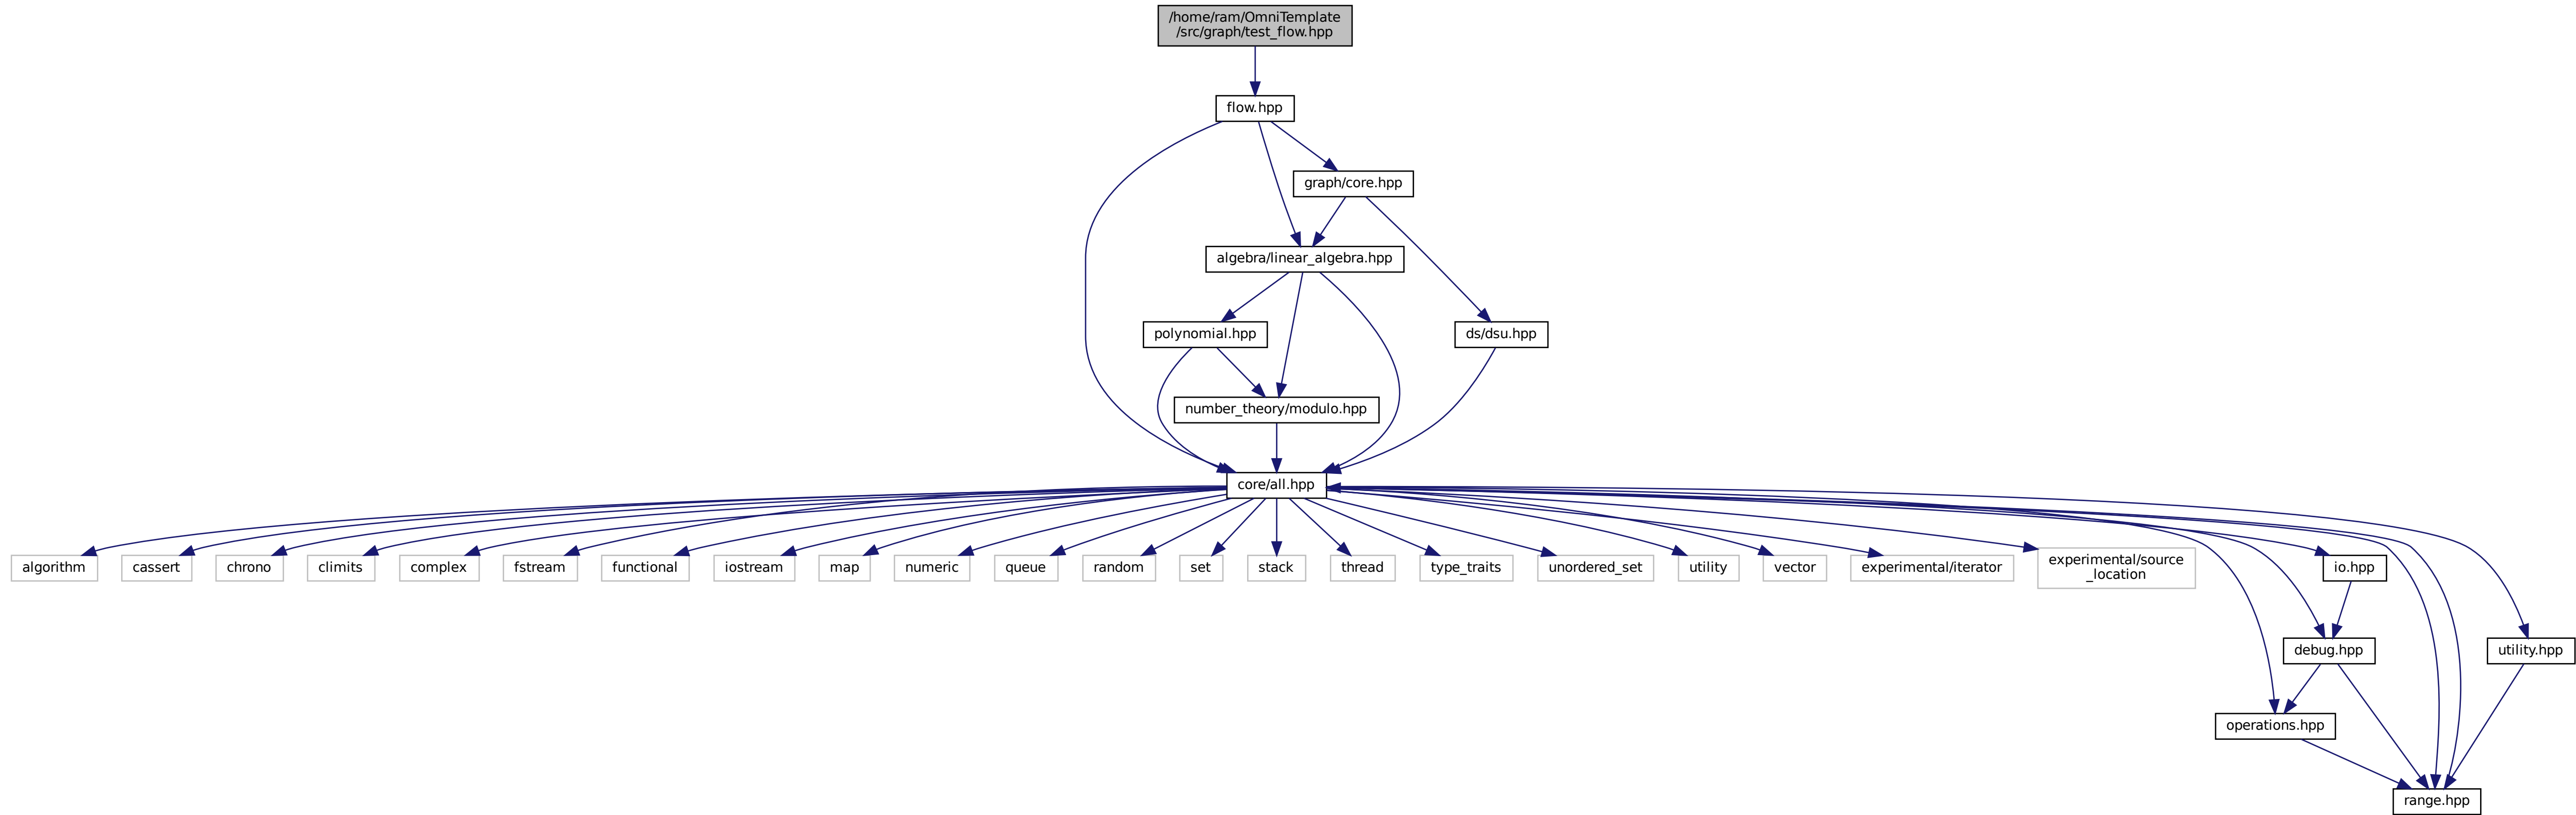 /home/ram/OmniTemplate
/src/graph/test_flow.hpp
flow.hpp
graph/core.hpp
algebra/linear_algebra.hpp
polynomial.hpp
ds/dsu.hpp
number_theory/modulo.hpp
core/all.hpp
algorithm
cassert
chrono
climits
complex
fstream
functional
iostream
map
numeric
queue
random
set
stack
thread
type_traits
unordered_set
utility
vector
experimental/iterator
experimental/source
_location
io.hpp
debug.hpp
utility.hpp
operations.hpp
range.hpp